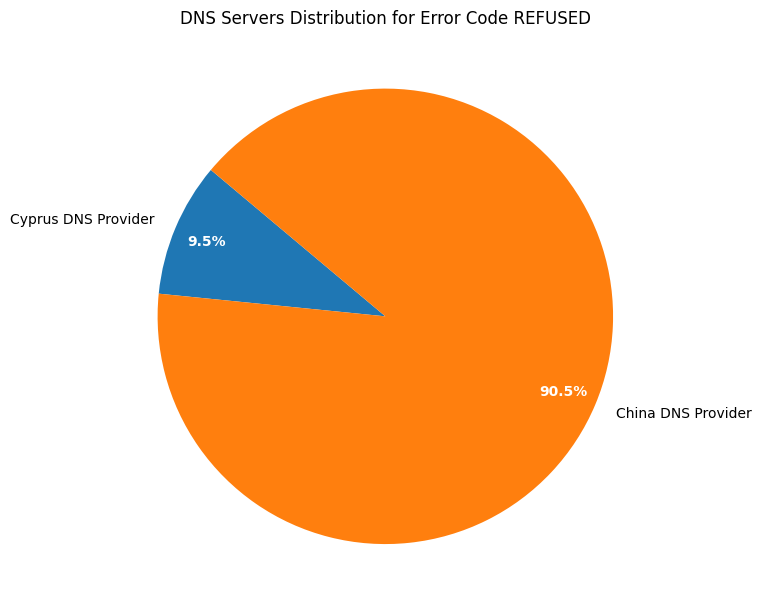 DNS Servers Distribution for Error Code REFUSED
Cyprus DNS Provider
9.5%
90.5%
China DNS Provider